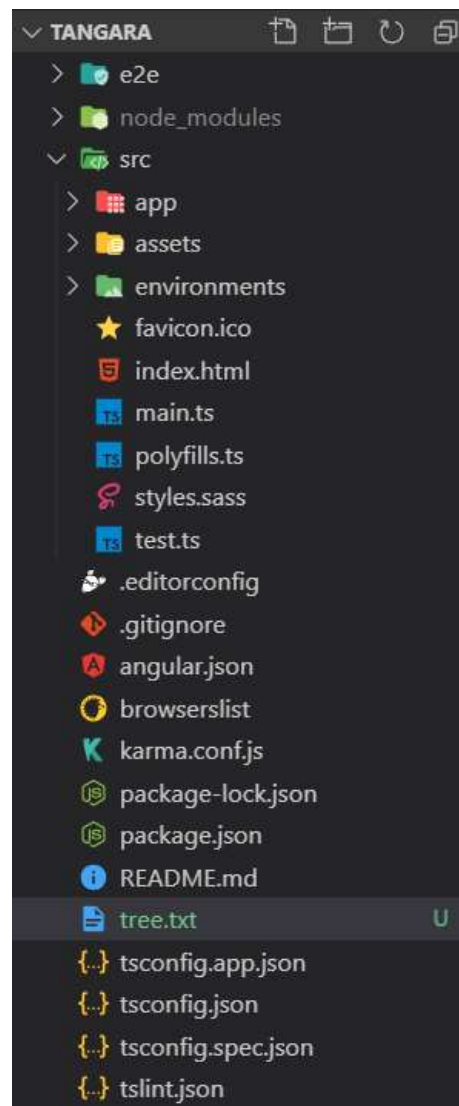 TANGARA
e2e
node_modules
src
app
assets
environments
favicon.ico
index.html
main.ts
polyfills.ts
styles.sass
test.ts
.editorconfig
.gitignore
angular.json
browserslist
karma.conf.js
package-lock.json
package.json
README.md
tree.txt U
tsconfig.app.json
tsconfig.json
tsconfig.spec.json
tslint.json